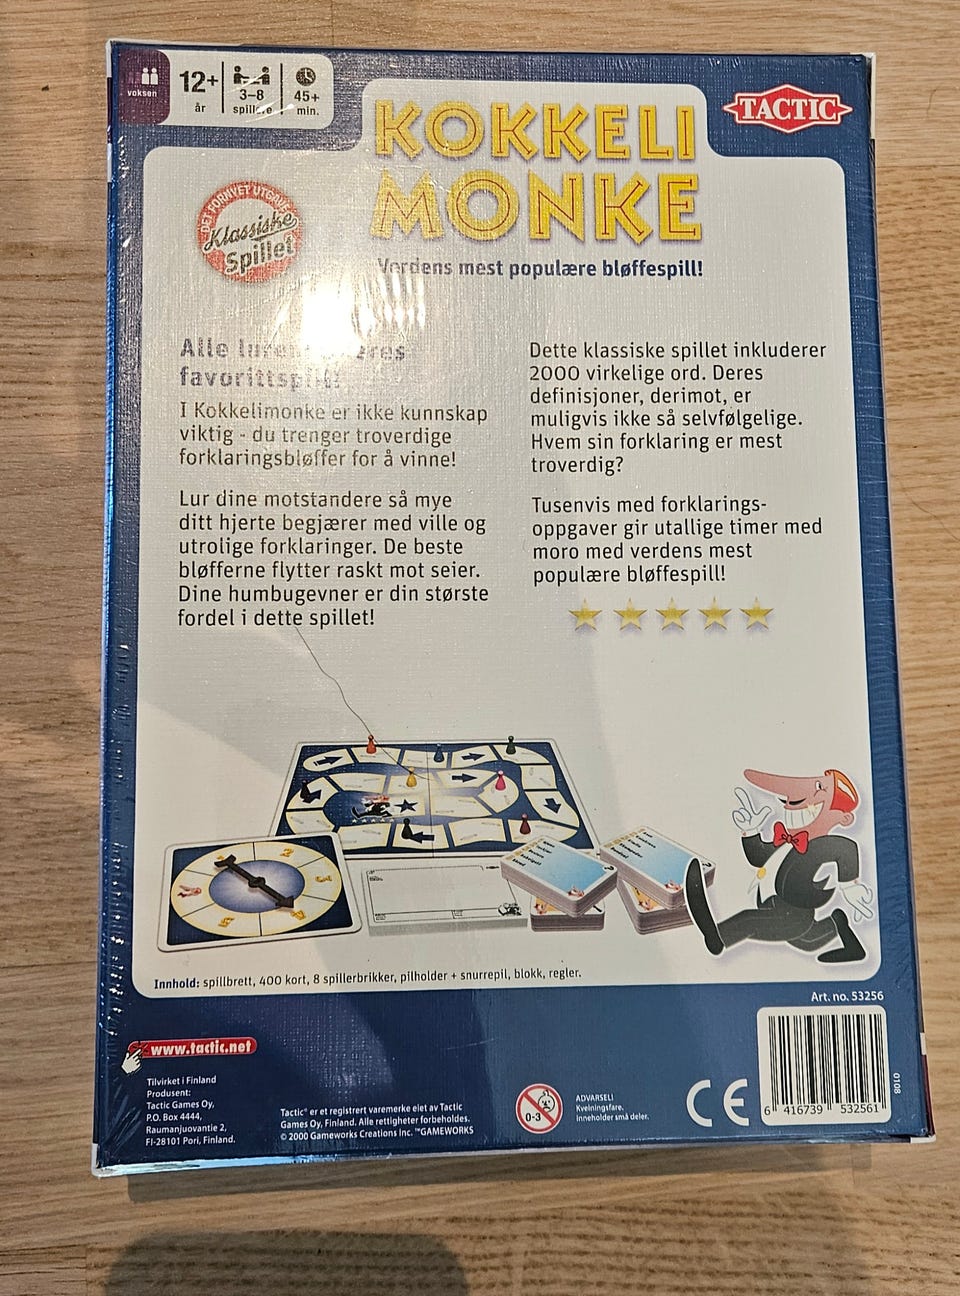 voksen
12+
år
3–8
spillere
45+
min.
KOKKELI
MONKE
TACTIC
DET FORNYET UTGAVE
Klassiske
Spillet
Verdens mest populære bløffespill!
Alle
favorittspill!
I Kokkelimonke er ikke kunnskap
viktig - du trenger troverdige
forklaringsbløffer for å vinne!
Lur dine motstandere så mye
ditt hjerte begjærer med ville og
utrolige forklaringer. De beste
bløfferne flytter raskt mot seier.
Dine humbugevner er din største
fordel i dette spillet!
Dette klassiske spillet inkluderer
2000 virkelige ord. Deres
definisjoner, derimot, er
muligvis ikke så selvfølgelige.
Hvem sin forklaring er mest
troverdig?
Tusenvis med forklarings-
oppgaver gir utallige timer med
moro med verdens mest
populære bløffespill!
Innhold: spillbrett, 400 kort, 8 spillerbrikker, pilholder + snurrepil, blokk, regler.
Art. no. 53256
www.tactic.net
Tilvirket i Finland
Produsent:
Tactic Games Oy,
P.O. Box 4444,
Raumanjuovantie 2,
FI-28101 Pori, Finland.
Tactic® er et registrert varemerke eiet av Tactic
Games Oy, Finland. Alle rettigheter forbeholdes.
© 2000 Gameworks Creations Inc. ™GAMEWORKS
0-3
ADVARSEL!
Kvelningsfare.
Inneholder små deler.
CE
6 416739 532561
0108